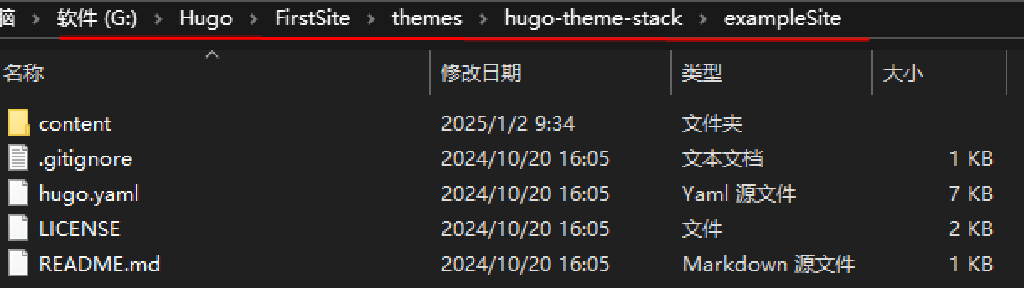 脑 > 软件 (G:) > Hugo > FirstSite > themes > hugo-theme-stack > exampleSite
名称 修改日期 类型 大小
content 2025/1/2 9:34 文件夹
.gitignore 2024/10/20 16:05 文本文档 1 KB
hugo.yaml 2024/10/20 16:05 Yaml 源文件 7 KB
LICENSE 2024/10/20 16:05 文件 2 KB
README.md 2024/10/20 16:05 Markdown 源文件 1 KB